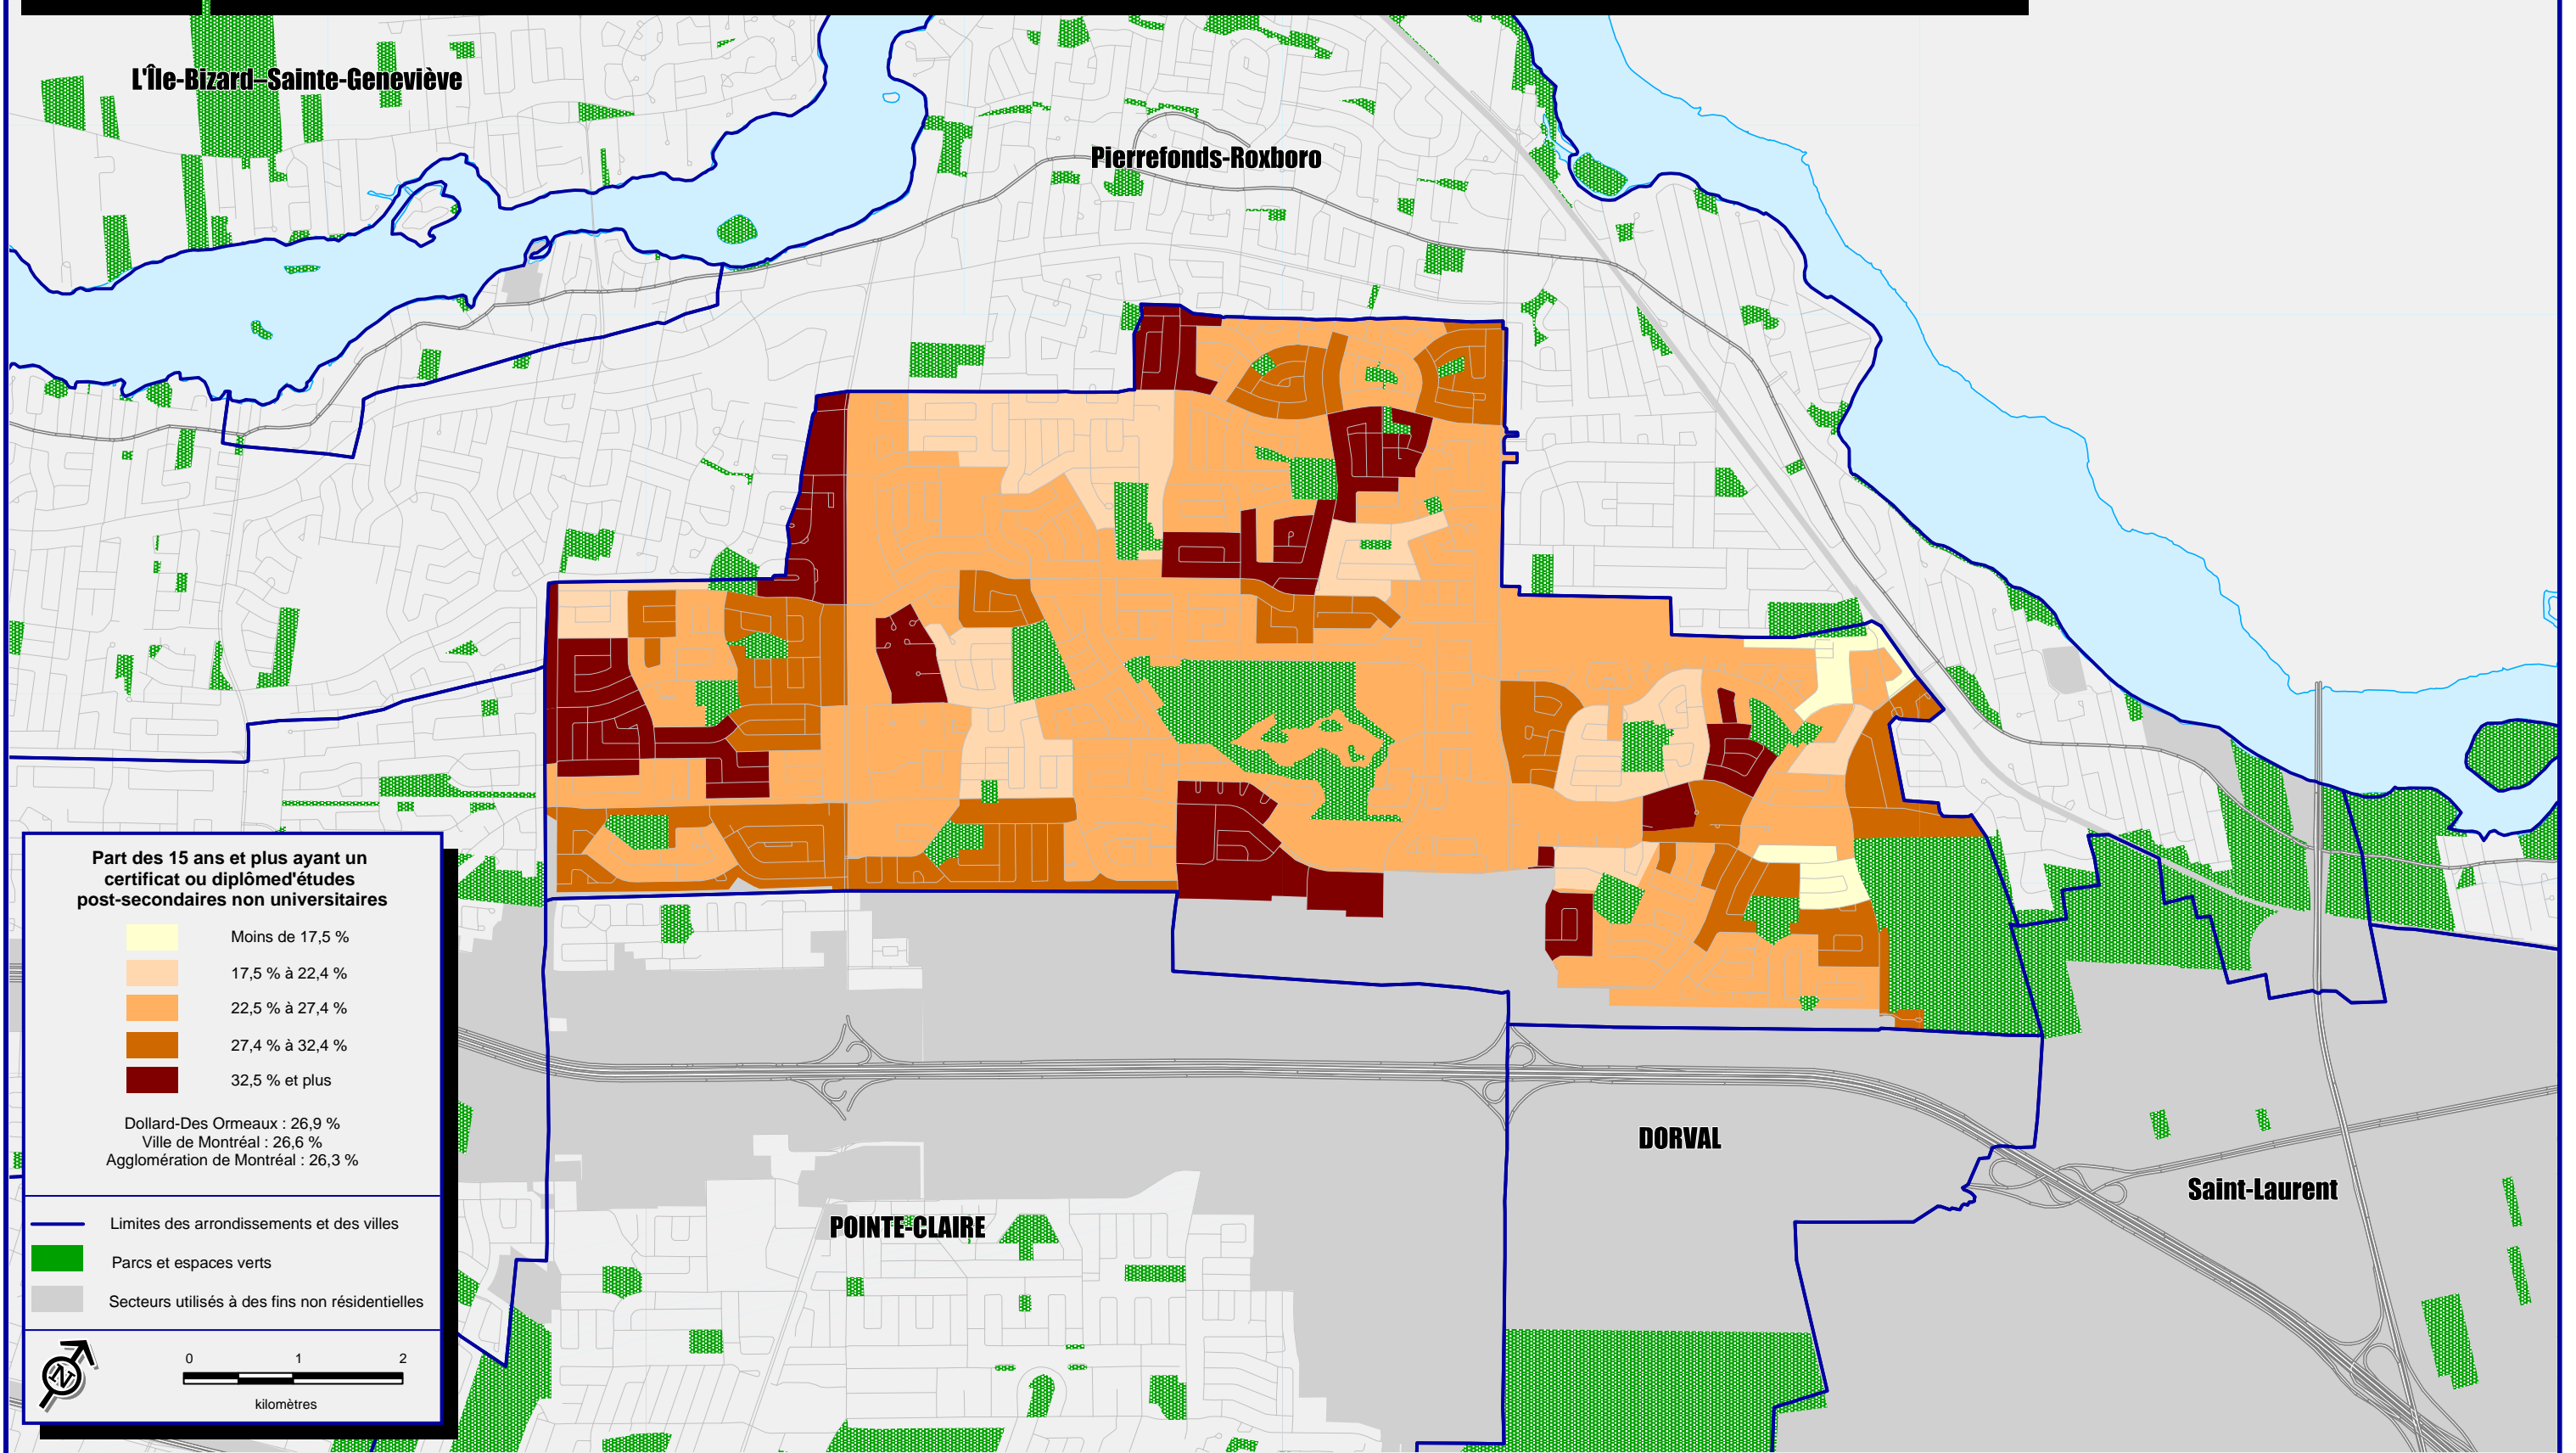 L'Île-Bizard–Sainte-Geneviève
Pierrefonds-Roxboro
Part des 15 ans et plus ayant un
certificat ou diplômed'études
post-secondaires non universitaires
Moins de 17,5 %
17,5 % à 22,4 %
22,5 % à 27,4 %
27,4 % à 32,4 %
32,5 % et plus
Dollard-Des Ormeaux : 26,9 %
Ville de Montréal : 26,6 %
Agglomération de Montréal : 26,3 %
Limites des arrondissements et des villes
Parcs et espaces verts
Secteurs utilisés à des fins non résidentielles
N
0 1 2
kilomètres
POINTE-CLAIRE
DORVAL
Saint-Laurent